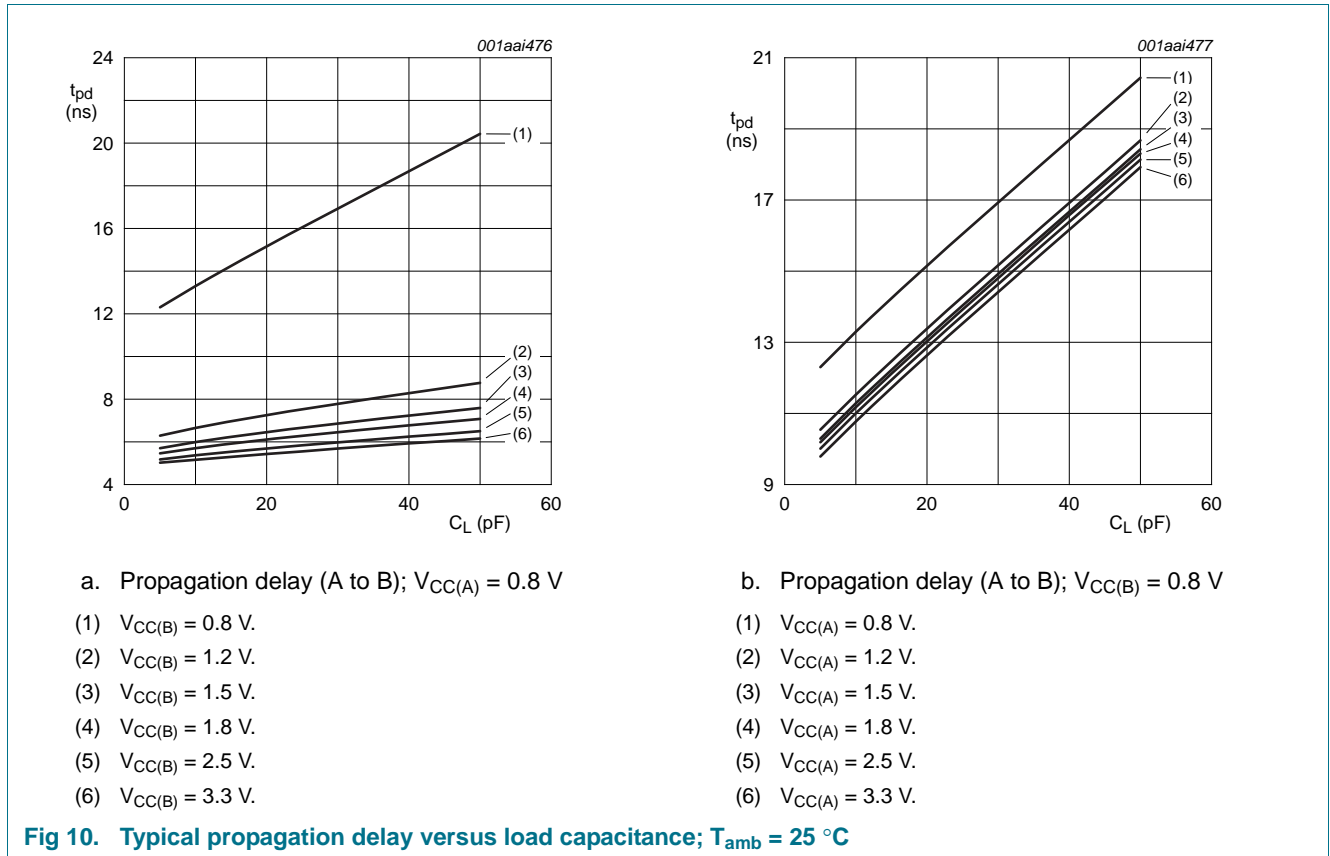 001aai476
24
t_pd
(ns)
20
16
12
8
4
(1)
(2)
(3)
(4)
(5)
(6)
0
20
40
60
C_L (pF)
a. Propagation delay (A to B); V_CC(A) = 0.8 V
(1) V_CC(B) = 0.8 V.
(2) V_CC(B) = 1.2 V.
(3) V_CC(B) = 1.5 V.
(4) V_CC(B) = 1.8 V.
(5) V_CC(B) = 2.5 V.
(6) V_CC(B) = 3.3 V.
001aai477
21
t_pd
(ns)
17
13
9
(1)
(2)
(3)
(4)
(5)
(6)
0
20
40
60
C_L (pF)
b. Propagation delay (A to B); V_CC(B) = 0.8 V
(1) V_CC(A) = 0.8 V.
(2) V_CC(A) = 1.2 V.
(3) V_CC(A) = 1.5 V.
(4) V_CC(A) = 1.8 V.
(5) V_CC(A) = 2.5 V.
(6) V_CC(A) = 3.3 V.
Fig 10. Typical propagation delay versus load capacitance; T_amb = 25 °C